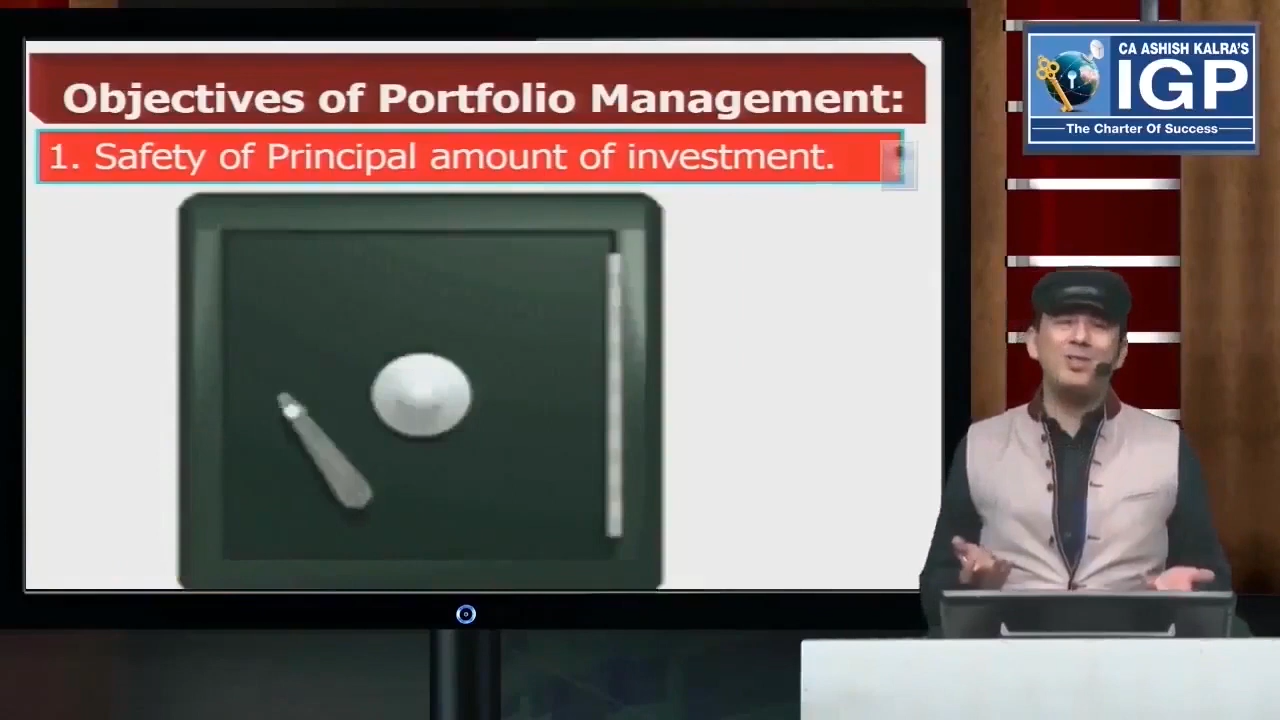 Objectives of Portfolio Management:
1. Safety of Principal amount of investment.
CA ASHISH KALRA'S
IGP
The Charter Of Success